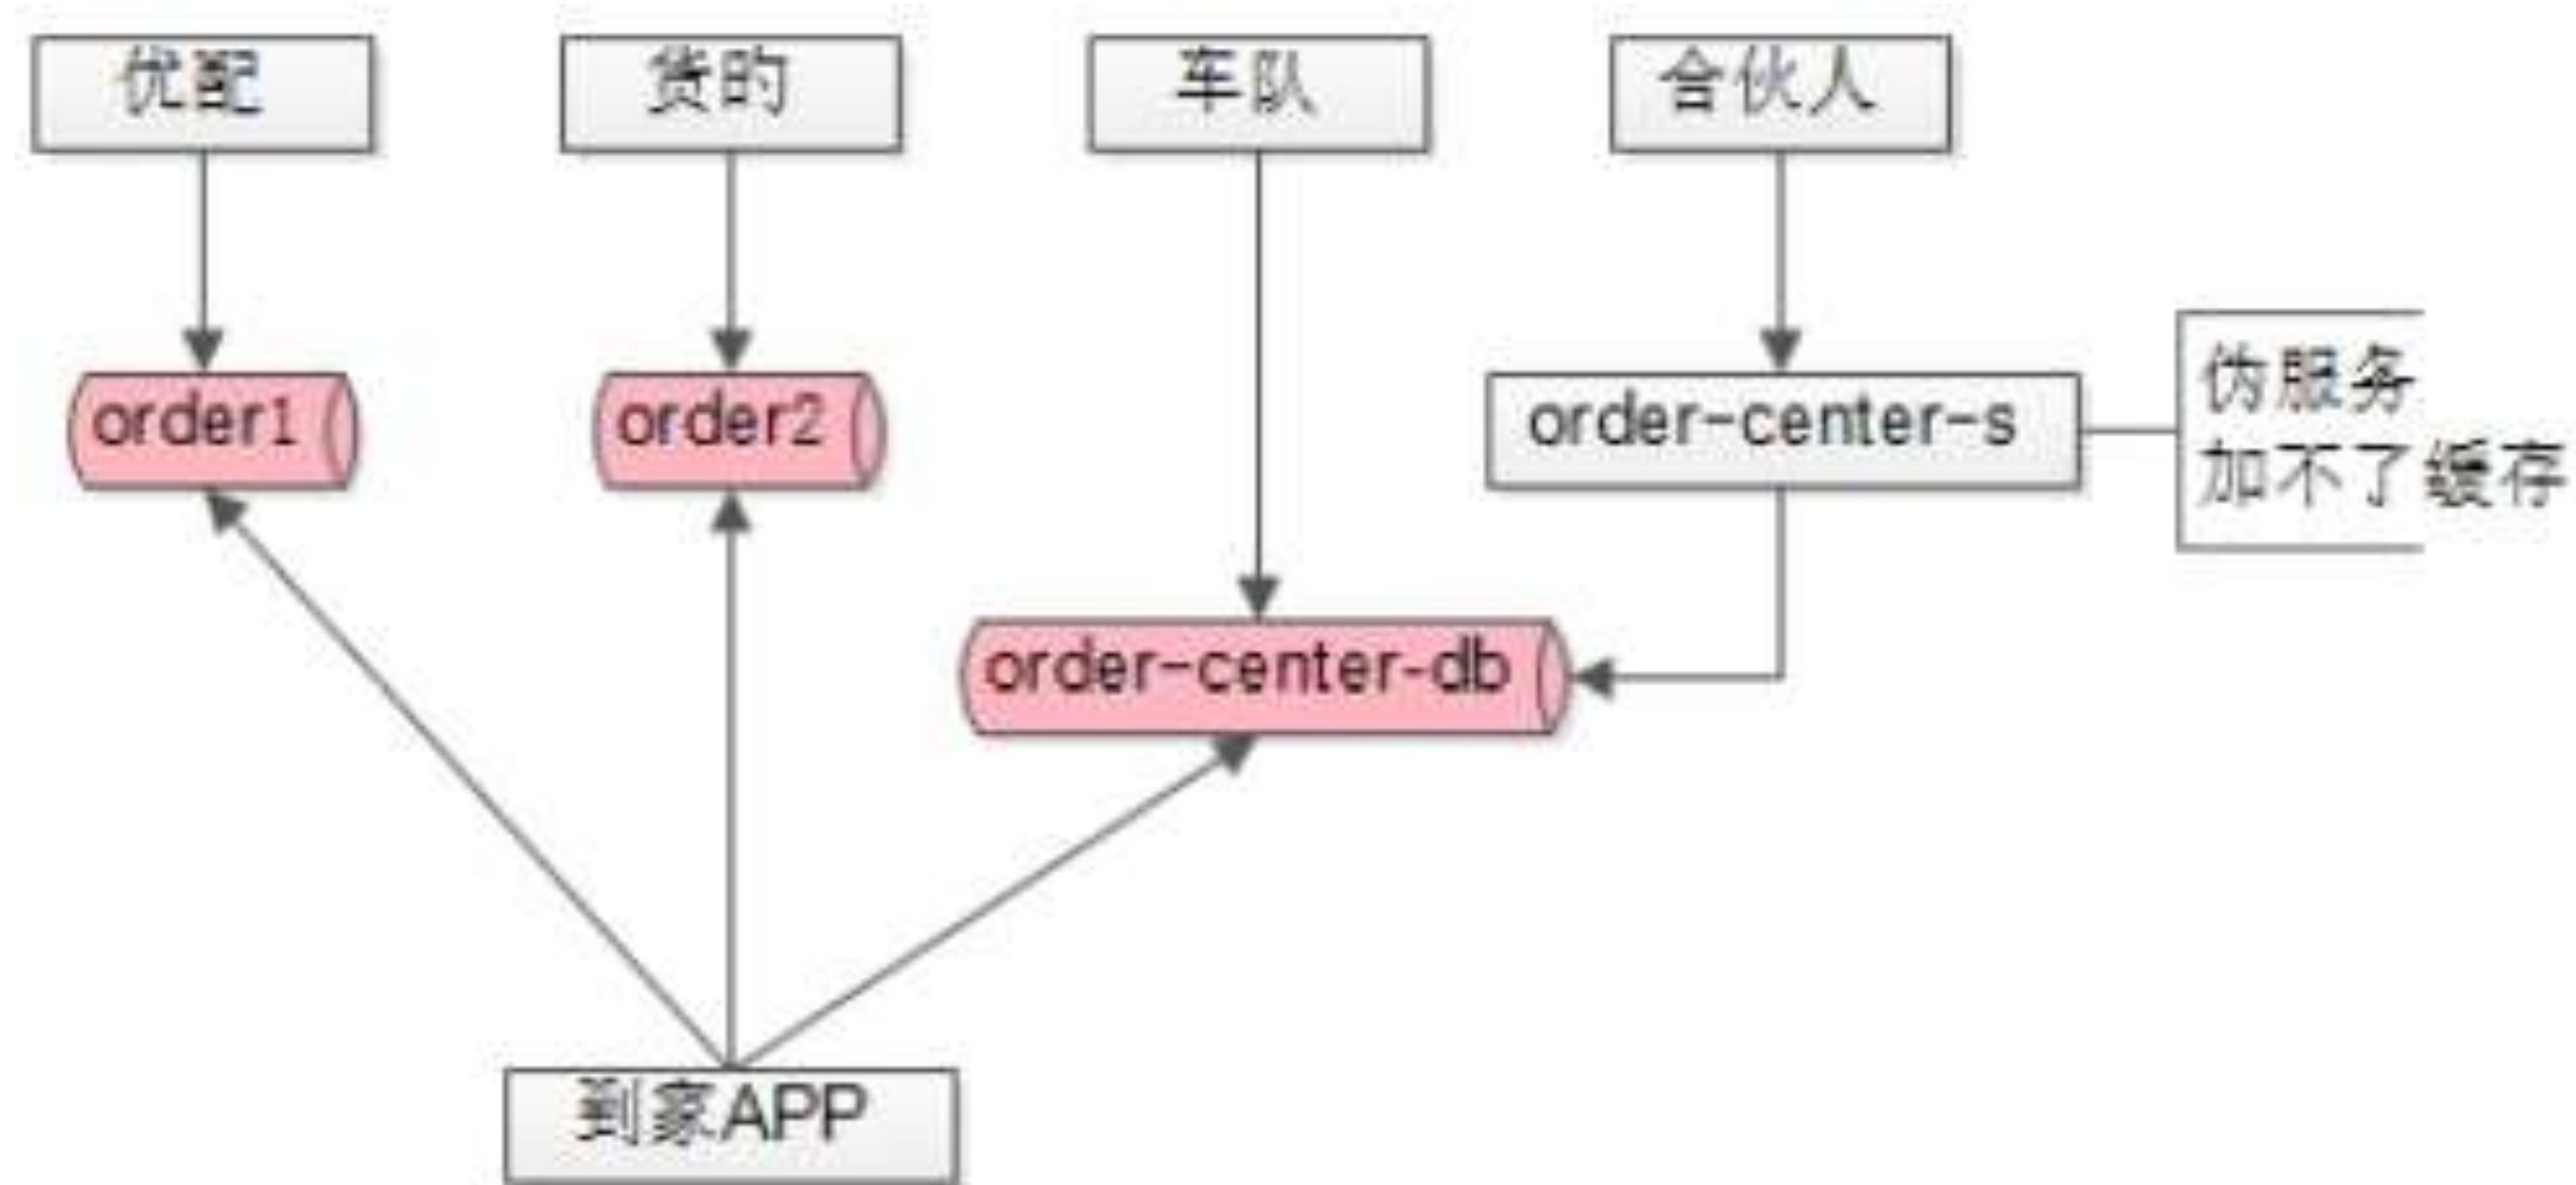 优配
货的
车队
合伙人
order1
order2
order-center-s
伪服务
加不了缓存
order-center-db
到家APP